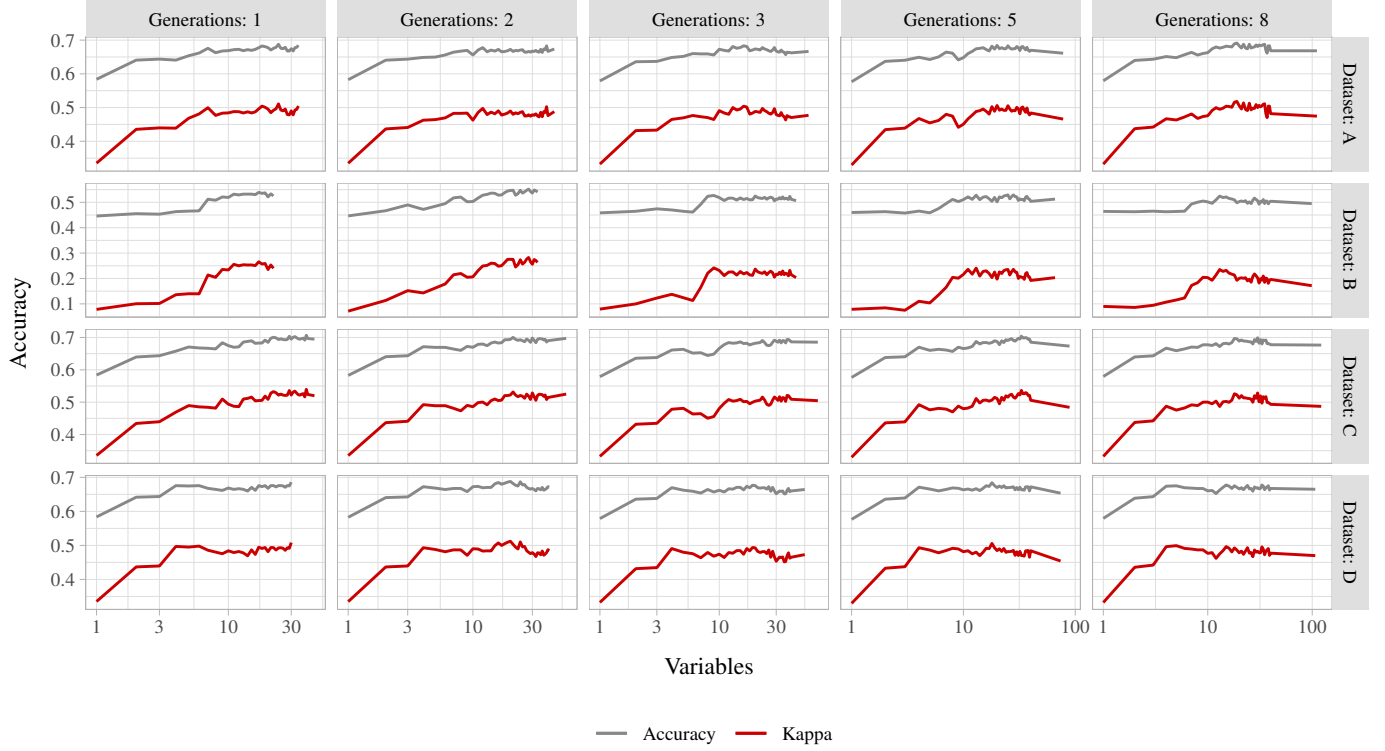 Generations: 1 Generations: 2 Generations: 3 Generations: 5 Generations: 8
0.7
0.6
0.5
0.4
Dataset: A
0.5
0.4
0.3
0.2
0.1
Dataset: B
Accuracy
0.7
0.6
0.5
0.4
Dataset: C
0.7
0.6
0.5
0.4
Dataset: D
1 3 10 30 1 3 10 30 1 3 10 30 1 10 100 1 10 100
Variables
Accuracy Kappa